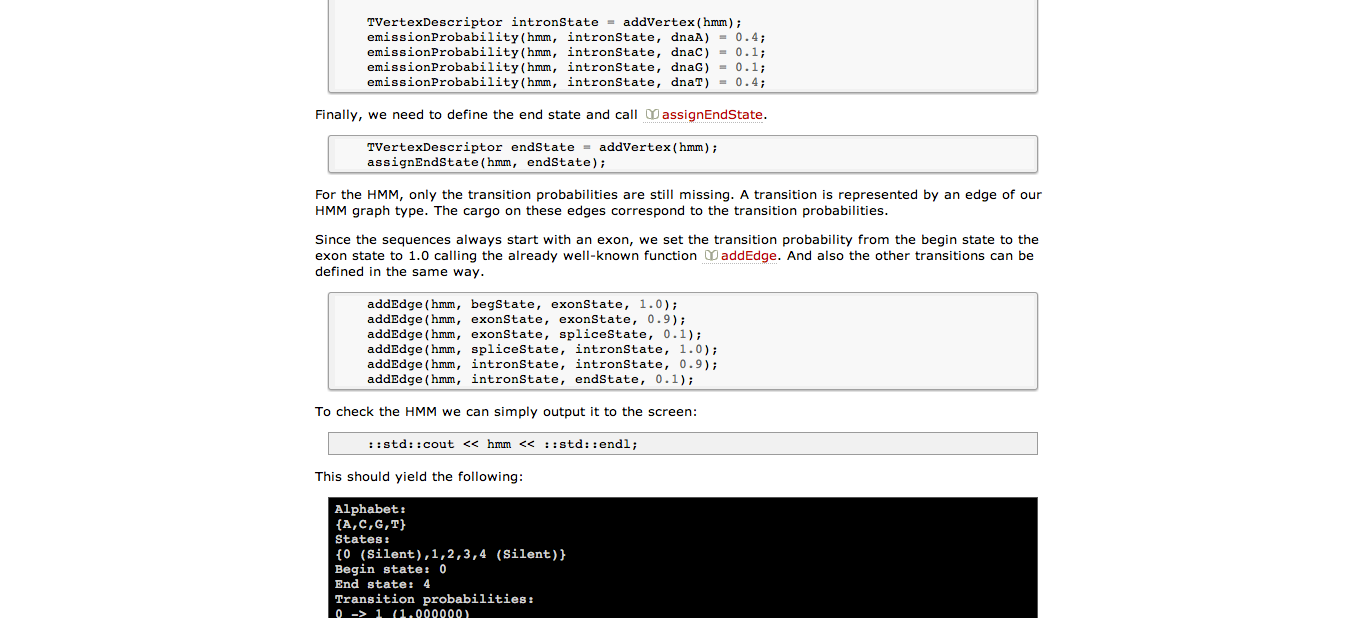 TVertexDescriptor intronState = addVertex(hmm);
emissionProbability(hmm, intronState, dnaA) = 0.4;
emissionProbability(hmm, intronState, dnaC) = 0.1;
emissionProbability(hmm, intronState, dnaG) = 0.1;
emissionProbability(hmm, intronState, dnaT) = 0.4;
Finally, we need to define the end state and call assignEndState.
TVertexDescriptor endState = addVertex(hmm);
assignEndState(hmm, endState);
For the HMM, only the transition probabilities are still missing. A transition is represented by an edge of our
HMM graph type. The cargo on these edges correspond to the transition probabilities.
Since the sequences always start with an exon, we set the transition probability from the begin state to the
exon state to 1.0 calling the already well-known function addEdge. And also the other transitions can be
defined in the same way.
addEdge(hmm, begState, exonState, 1.0);
addEdge(hmm, exonState, exonState, 0.9);
addEdge(hmm, exonState, spliceState, 0.1);
addEdge(hmm, spliceState, intronState, 1.0);
addEdge(hmm, intronState, intronState, 0.9);
addEdge(hmm, intronState, endState, 0.1);
To check the HMM we can simply output it to the screen:
::std::cout << hmm << ::std::endl;
This should yield the following:
Alphabet:
{A,C,G,T}
States:
{0 (Silent),1,2,3,4 (Silent)}
Begin state: 0
End state: 4
Transition probabilities:
0 -> 1 (1.000000)